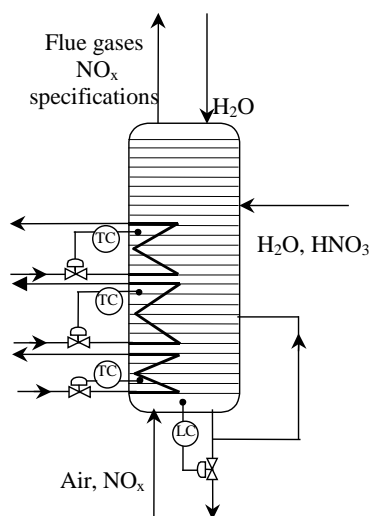 Flue gases
NOx
specifications
H2O
TC
H2O, HNO3
TC
TC
LC
Air, NOx